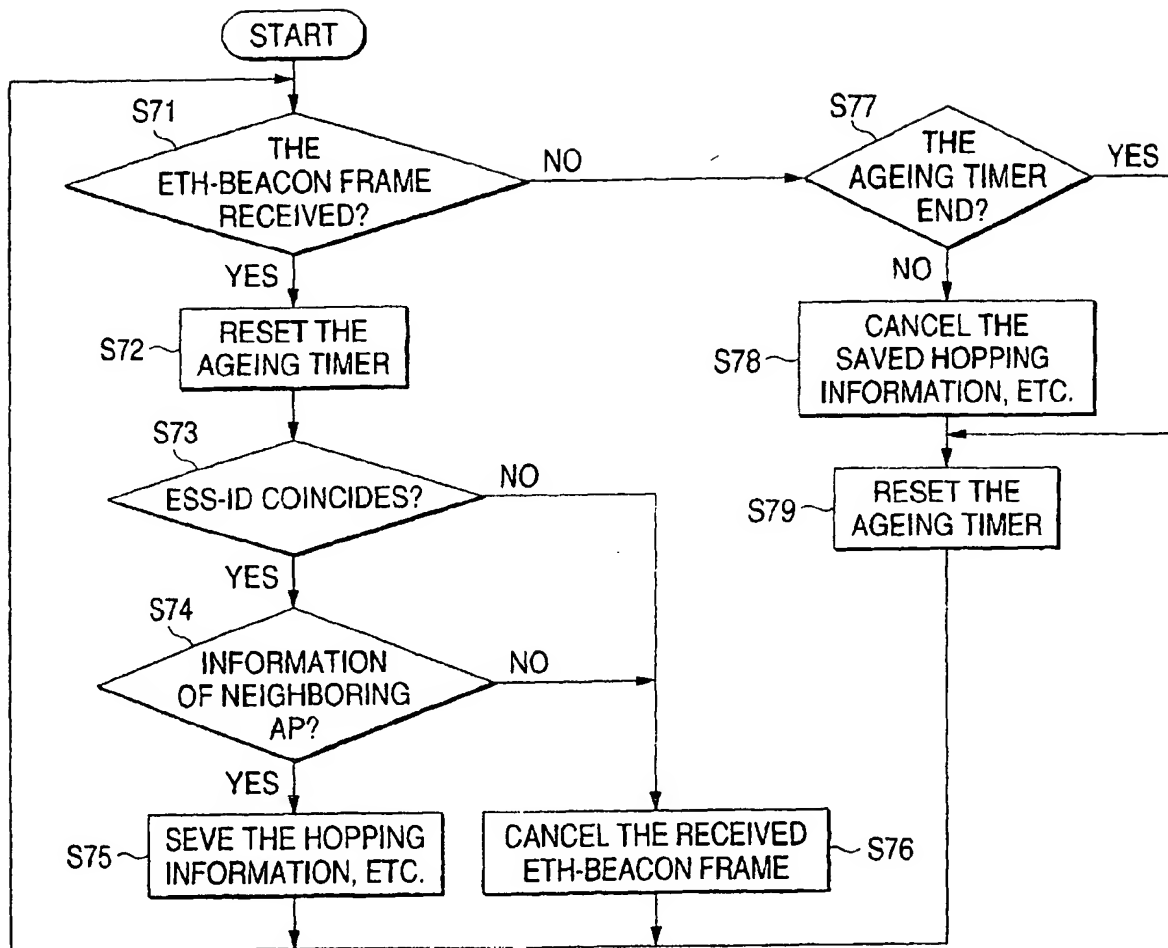 START
S71
THE
ETH-BEACON FRAME
RECEIVED?
NO
YES
S72
RESET THE
AGEING TIMER
S73
ESS-ID COINCIDES?
NO
YES
S74
INFORMATION
OF NEIGHBORING
AP?
NO
YES
S75
SEVE THE HOPPING
INFORMATION, ETC.
CANCEL THE RECEIVED
ETH-BEACON FRAME
S76
S77
THE
AGEING TIMER
END?
YES
NO
S78
CANCEL THE
SAVED HOPPING
INFORMATION, ETC.
S79
RESET THE
AGEING TIMER